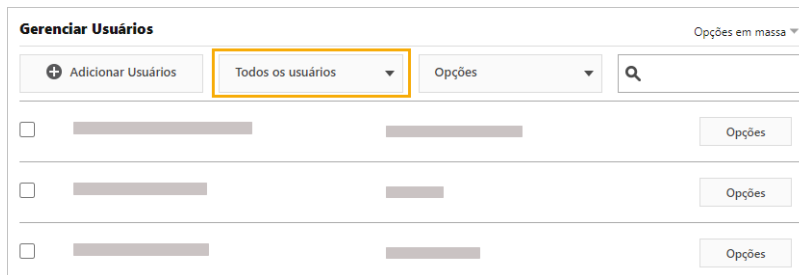 Gerenciar Usuários
Opções em massa
Adicionar Usuários
Todos os usuários
Opções
Opções
Opções
Opções